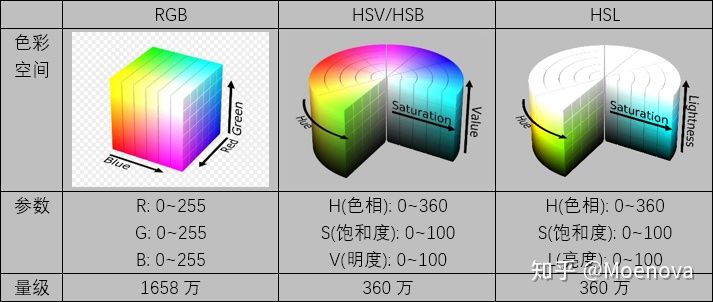 RGB
HSV/HSB
HSL
色彩
空间
Blue
Red
Green
Hue
Saturation
Value
Hue
Saturation
Lightness
参数
R: 0~255
G: 0~255
B: 0~255
H(色相): 0~360
S(饱和度): 0~100
V(明度): 0~100
H(色相): 0~360
S(饱和度): 0~100
L(亮度): 0~100
量级
1658 万
360 万
360 万
知乎 @Moenova